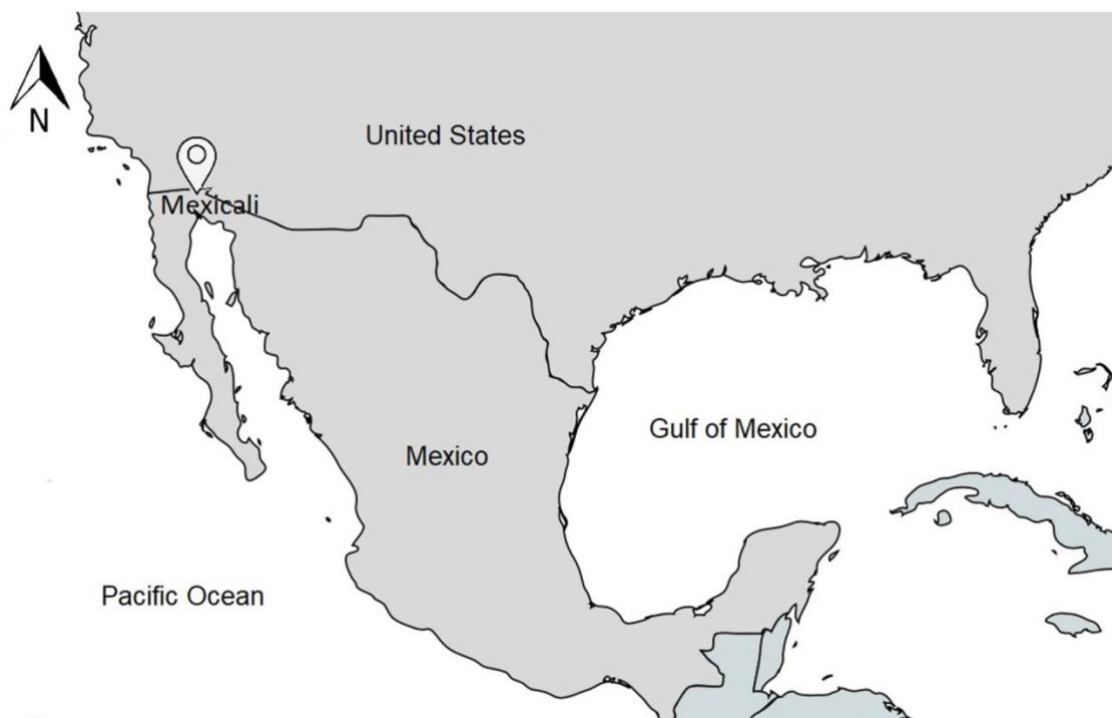 N
United States
Mexicali
Gulf of Mexico
Mexico
Pacific Ocean